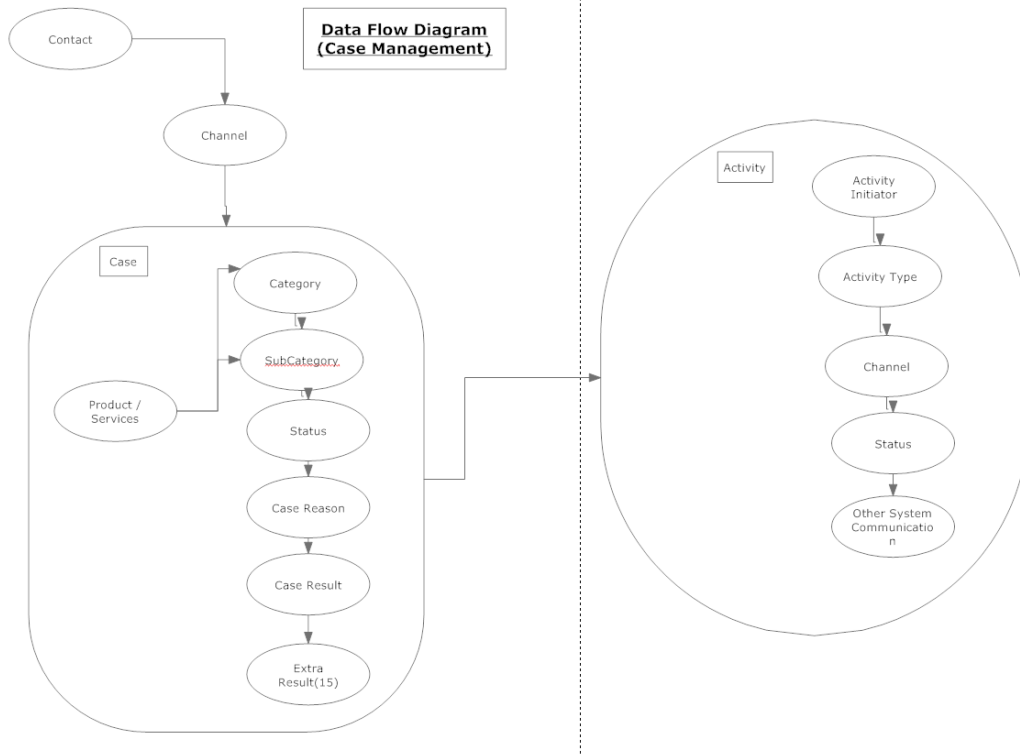 Contact
Data Flow Diagram
(Case Management)
Channel
Case
Category
SubCategory
Product /
Services
Status
Case Reason
Case Result
Extra
Result(15)
Activity
Activity
Initiator
Activity Type
Channel
Status
Other System
Communicatio
n